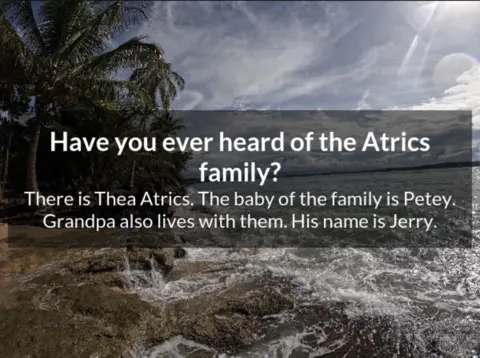 Have you ever heard of the Atrics
family?
There is Thea Atrics. The baby of the family is Petey.
Grandpa also lives with them. His name is Jerry.